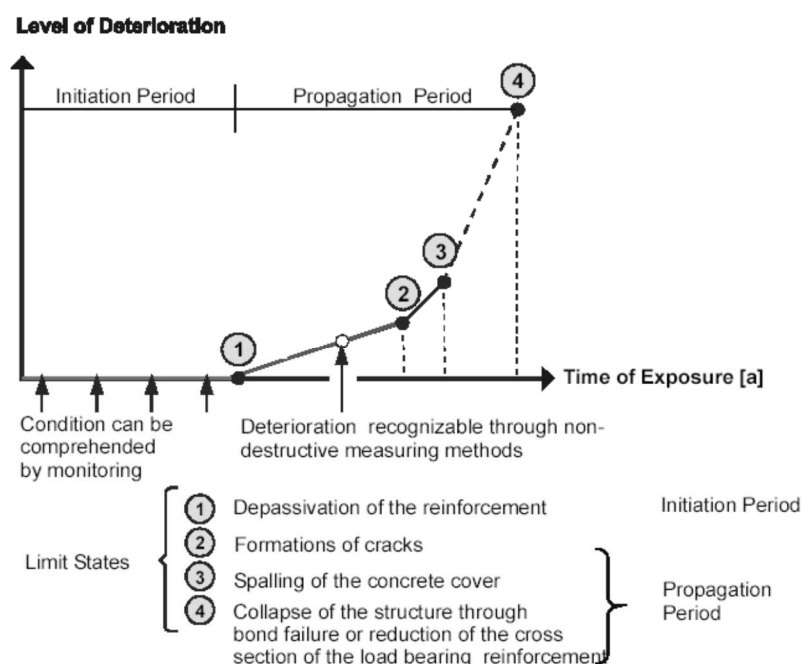 Level of Deterioration
Initiation Period
Propagation Period
4
3
2
1
Time of Exposure [a]
Condition can be
comprehended
by monitoring
Deterioration recognizable through non-
destructive measuring methods
Limit States
1 Depassivation of the reinforcement
Initiation Period
2 Formations of cracks
3 Spalling of the concrete cover
4 Collapse of the structure through
bond failure or reduction of the cross
section of the load bearing reinforcement
Propagation
Period